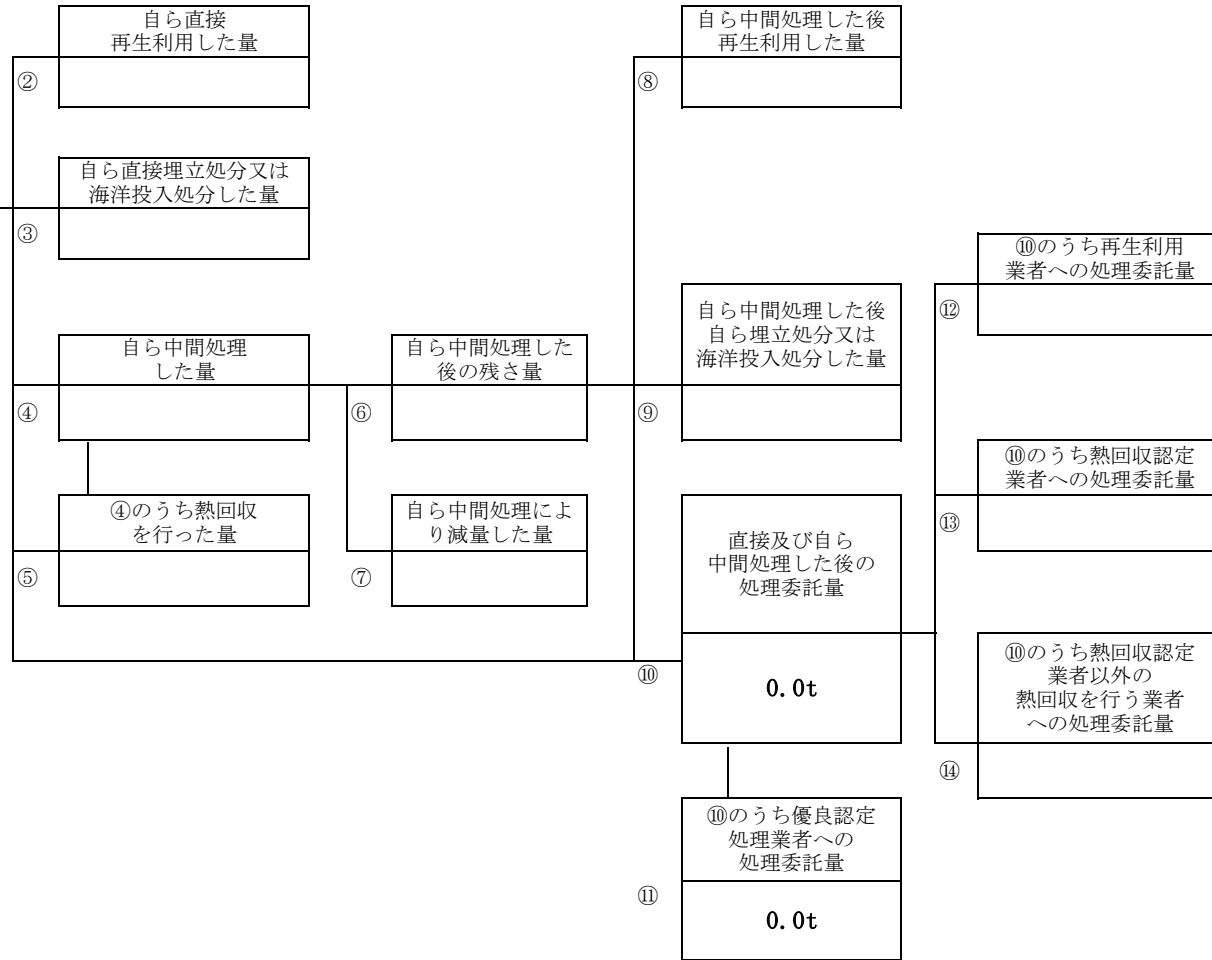 自ら直接
再生利用した量
②
自ら直接埋立処分又は
海洋投入処分した量
③
自ら中間処理
した量
④
④のうち熱回収
を行った量
⑤
自ら中間処理した
後の残さ量
⑥
自ら中間処理によ
り減量した量
⑦
自ら中間処理した後
再生利用した量
⑧
自ら中間処理した後
自ら埋立処分又は
海洋投入処分した量
⑨
直接及び自ら
中間処理した後の
処理委託量
⑩
0.0t
⑩のうち優良認定
処理業者への
処理委託量
⑪
0.0t
⑩のうち再生利用
業者への処理委託量
⑫
⑩のうち熱回収認定
業者への処理委託量
⑬
⑩のうち熱回収認定
業者以外の
熱回収を行う業者
への処理委託量
⑭